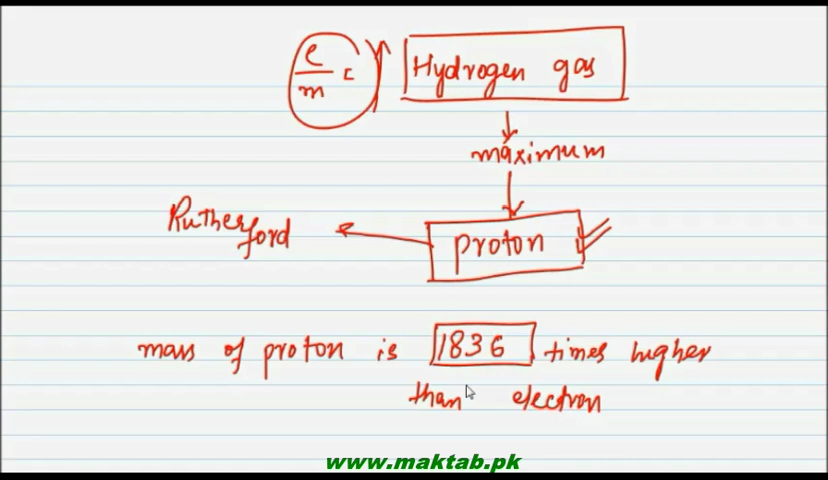 e/m =
Hydrogen gas
maximum
Rutherford
proton
mass of proton is 1836 times higher
than electron
www.maktab.pk